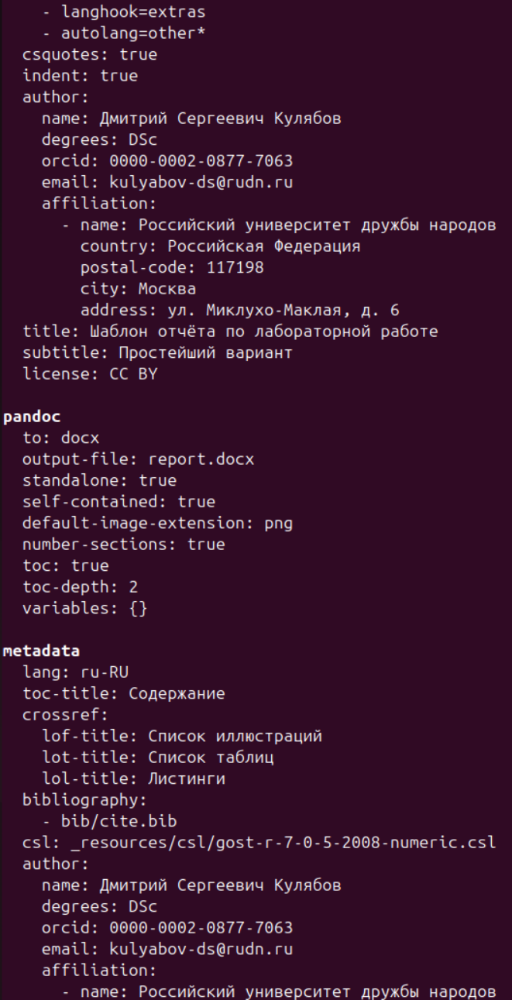 - langhook=extras
    - autolang=other*
  csquotes: true
  indent: true
  author:
    name: Дмитрий Сергеевич Кулябов
    degrees: DSc
    orcid: 0000-0002-0877-7063
    email: kulyabov-ds@rudn.ru
    affiliation:
      - name: Российский университет дружбы народов
        country: Российская Федерация
        postal-code: 117198
        city: Москва
        address: ул. Миклухо-Маклая, д. 6
  title: Шаблон отчёта по лабораторной работе
  subtitle: Простейший вариант
  license: CC BY

pandoc
  to: docx
  output-file: report.docx
  standalone: true
  self-contained: true
  default-image-extension: png
  number-sections: true
  toc: true
  toc-depth: 2
  variables: {}

metadata
  lang: ru-RU
  toc-title: Содержание
  crossref:
    lof-title: Список иллюстраций
    lot-title: Список таблиц
    lol-title: Листинги
  bibliography:
    - bib/cite.bib
  csl: _resources/csl/gost-r-7-0-5-2008-numeric.csl
  author:
    name: Дмитрий Сергеевич Кулябов
    degrees: DSc
    orcid: 0000-0002-0877-7063
    email: kulyabov-ds@rudn.ru
    affiliation:
      - name: Российский университет дружбы народов